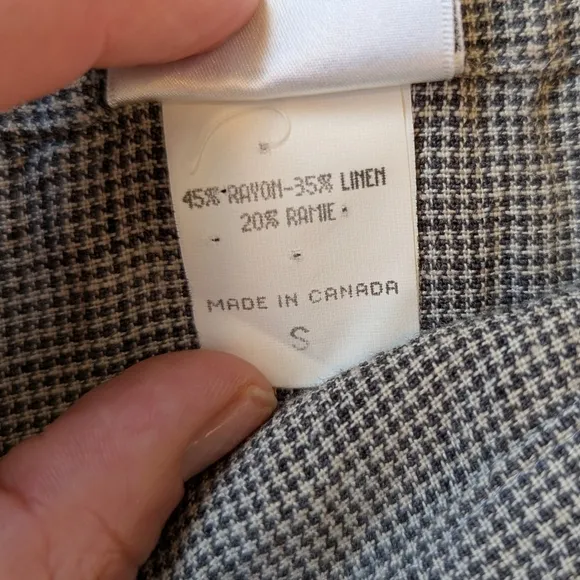 45% RAYON-35% LINEN
20% RAMIE
MADE IN CANADA
S